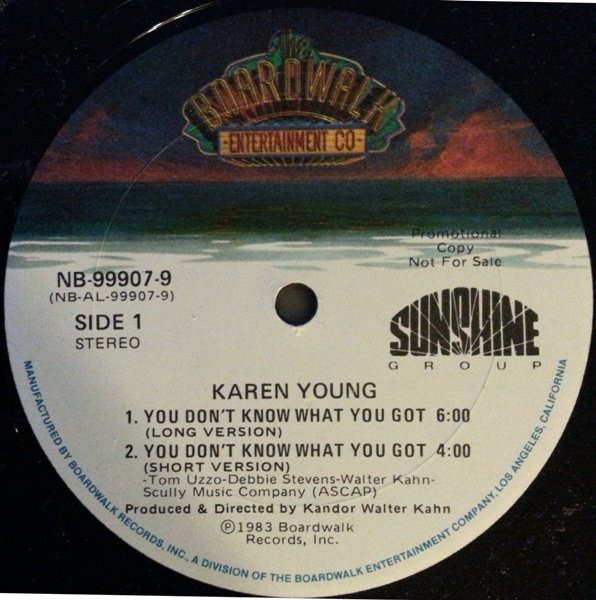 The
BOARDWALK
ENTERTAINMENT CO
Promotional
Copy
Not For Sale
NB-99907-9
(NB-AL-99907-9)
SIDE 1
STEREO
SUNSHINE
GROUP
KAREN YOUNG
1. YOU DON'T KNOW WHAT YOU GOT 6:00
(LONG VERSION)
2. YOU DON'T KNOW WHAT YOU GOT 4:00
(SHORT VERSION)
-Tom Uzzo-Debbie Stevens-Walter Kahn-
Scully Music Company (ASCAP)
Produced & Directed by Kandor Walter Kahn
℗1983 Boardwalk
Records, Inc.
MANUFACTURED BY BOARDWALK RECORDS, INC., A DIVISION OF THE BOARDWALK ENTERTAINMENT COMPANY, LOS ANGELES, CALIFORNIA